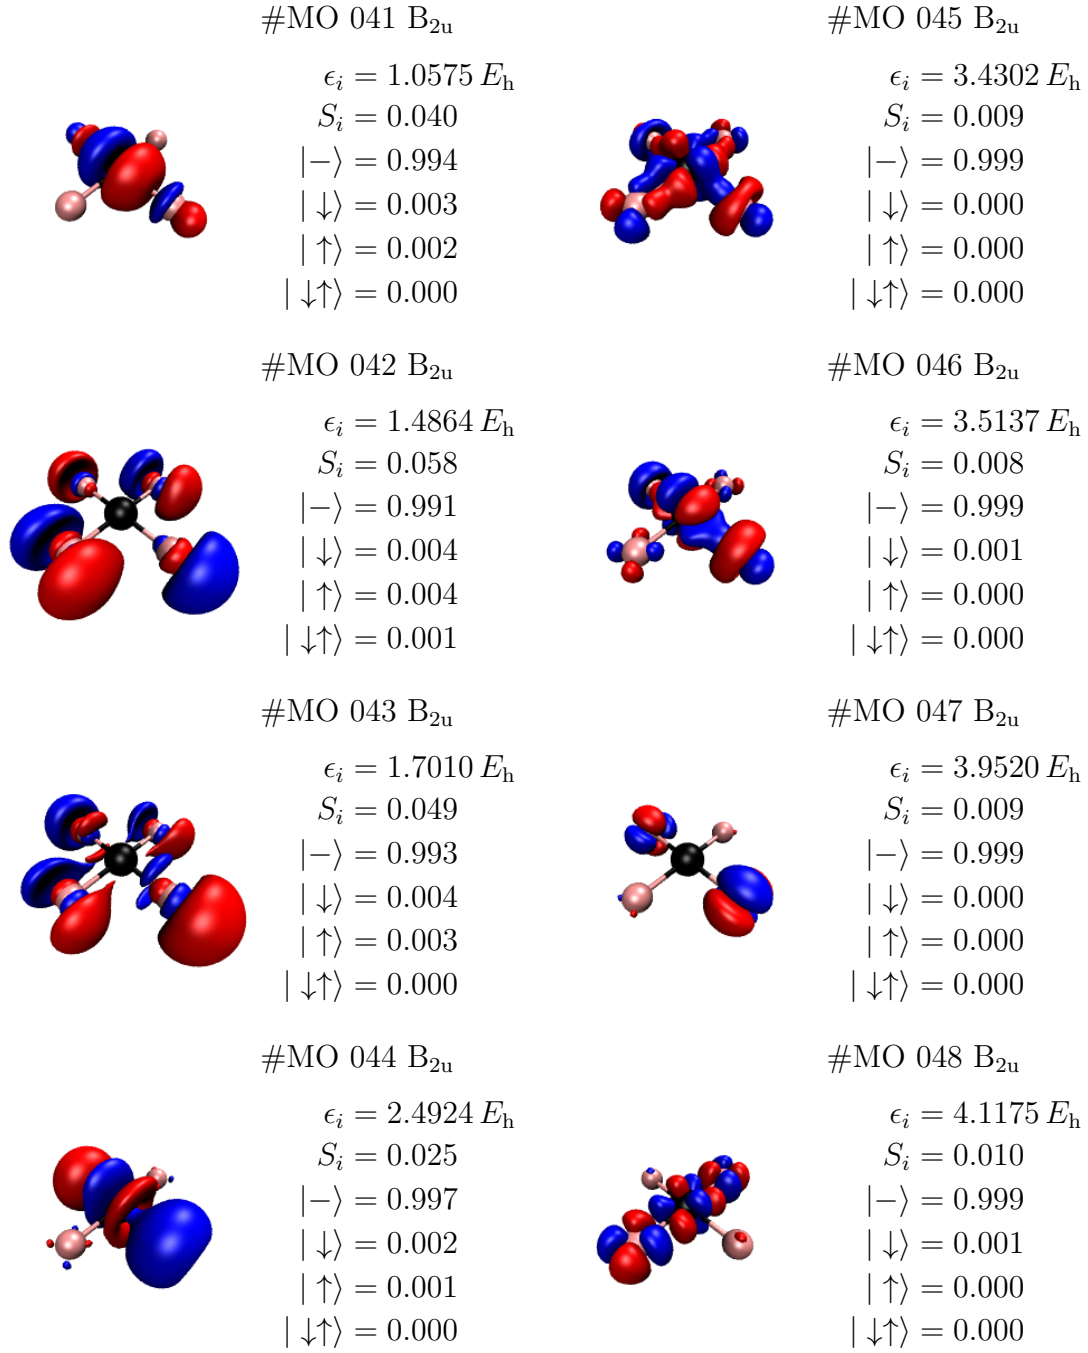 #MO 041 B₂ᵤ
ϵᵢ = 1.0575 Eₕ
Sᵢ = 0.040
|−⟩ = 0.994
| ↓⟩ = 0.003
| ↑⟩ = 0.002
| ↓↑⟩ = 0.000
#MO 042 B₂ᵤ
ϵᵢ = 1.4864 Eₕ
Sᵢ = 0.058
|−⟩ = 0.991
| ↓⟩ = 0.004
| ↑⟩ = 0.004
| ↓↑⟩ = 0.001
#MO 043 B₂ᵤ
ϵᵢ = 1.7010 Eₕ
Sᵢ = 0.049
|−⟩ = 0.993
| ↓⟩ = 0.004
| ↑⟩ = 0.003
| ↓↑⟩ = 0.000
#MO 044 B₂ᵤ
ϵᵢ = 2.4924 Eₕ
Sᵢ = 0.025
|−⟩ = 0.997
| ↓⟩ = 0.002
| ↑⟩ = 0.001
| ↓↑⟩ = 0.000
#MO 045 B₂ᵤ
ϵᵢ = 3.4302 Eₕ
Sᵢ = 0.009
|−⟩ = 0.999
| ↓⟩ = 0.000
| ↑⟩ = 0.000
| ↓↑⟩ = 0.000
#MO 046 B₂ᵤ
ϵᵢ = 3.5137 Eₕ
Sᵢ = 0.008
|−⟩ = 0.999
| ↓⟩ = 0.001
| ↑⟩ = 0.000
| ↓↑⟩ = 0.000
#MO 047 B₂ᵤ
ϵᵢ = 3.9520 Eₕ
Sᵢ = 0.009
|−⟩ = 0.999
| ↓⟩ = 0.000
| ↑⟩ = 0.000
| ↓↑⟩ = 0.000
#MO 048 B₂ᵤ
ϵᵢ = 4.1175 Eₕ
Sᵢ = 0.010
|−⟩ = 0.999
| ↓⟩ = 0.001
| ↑⟩ = 0.000
| ↓↑⟩ = 0.000